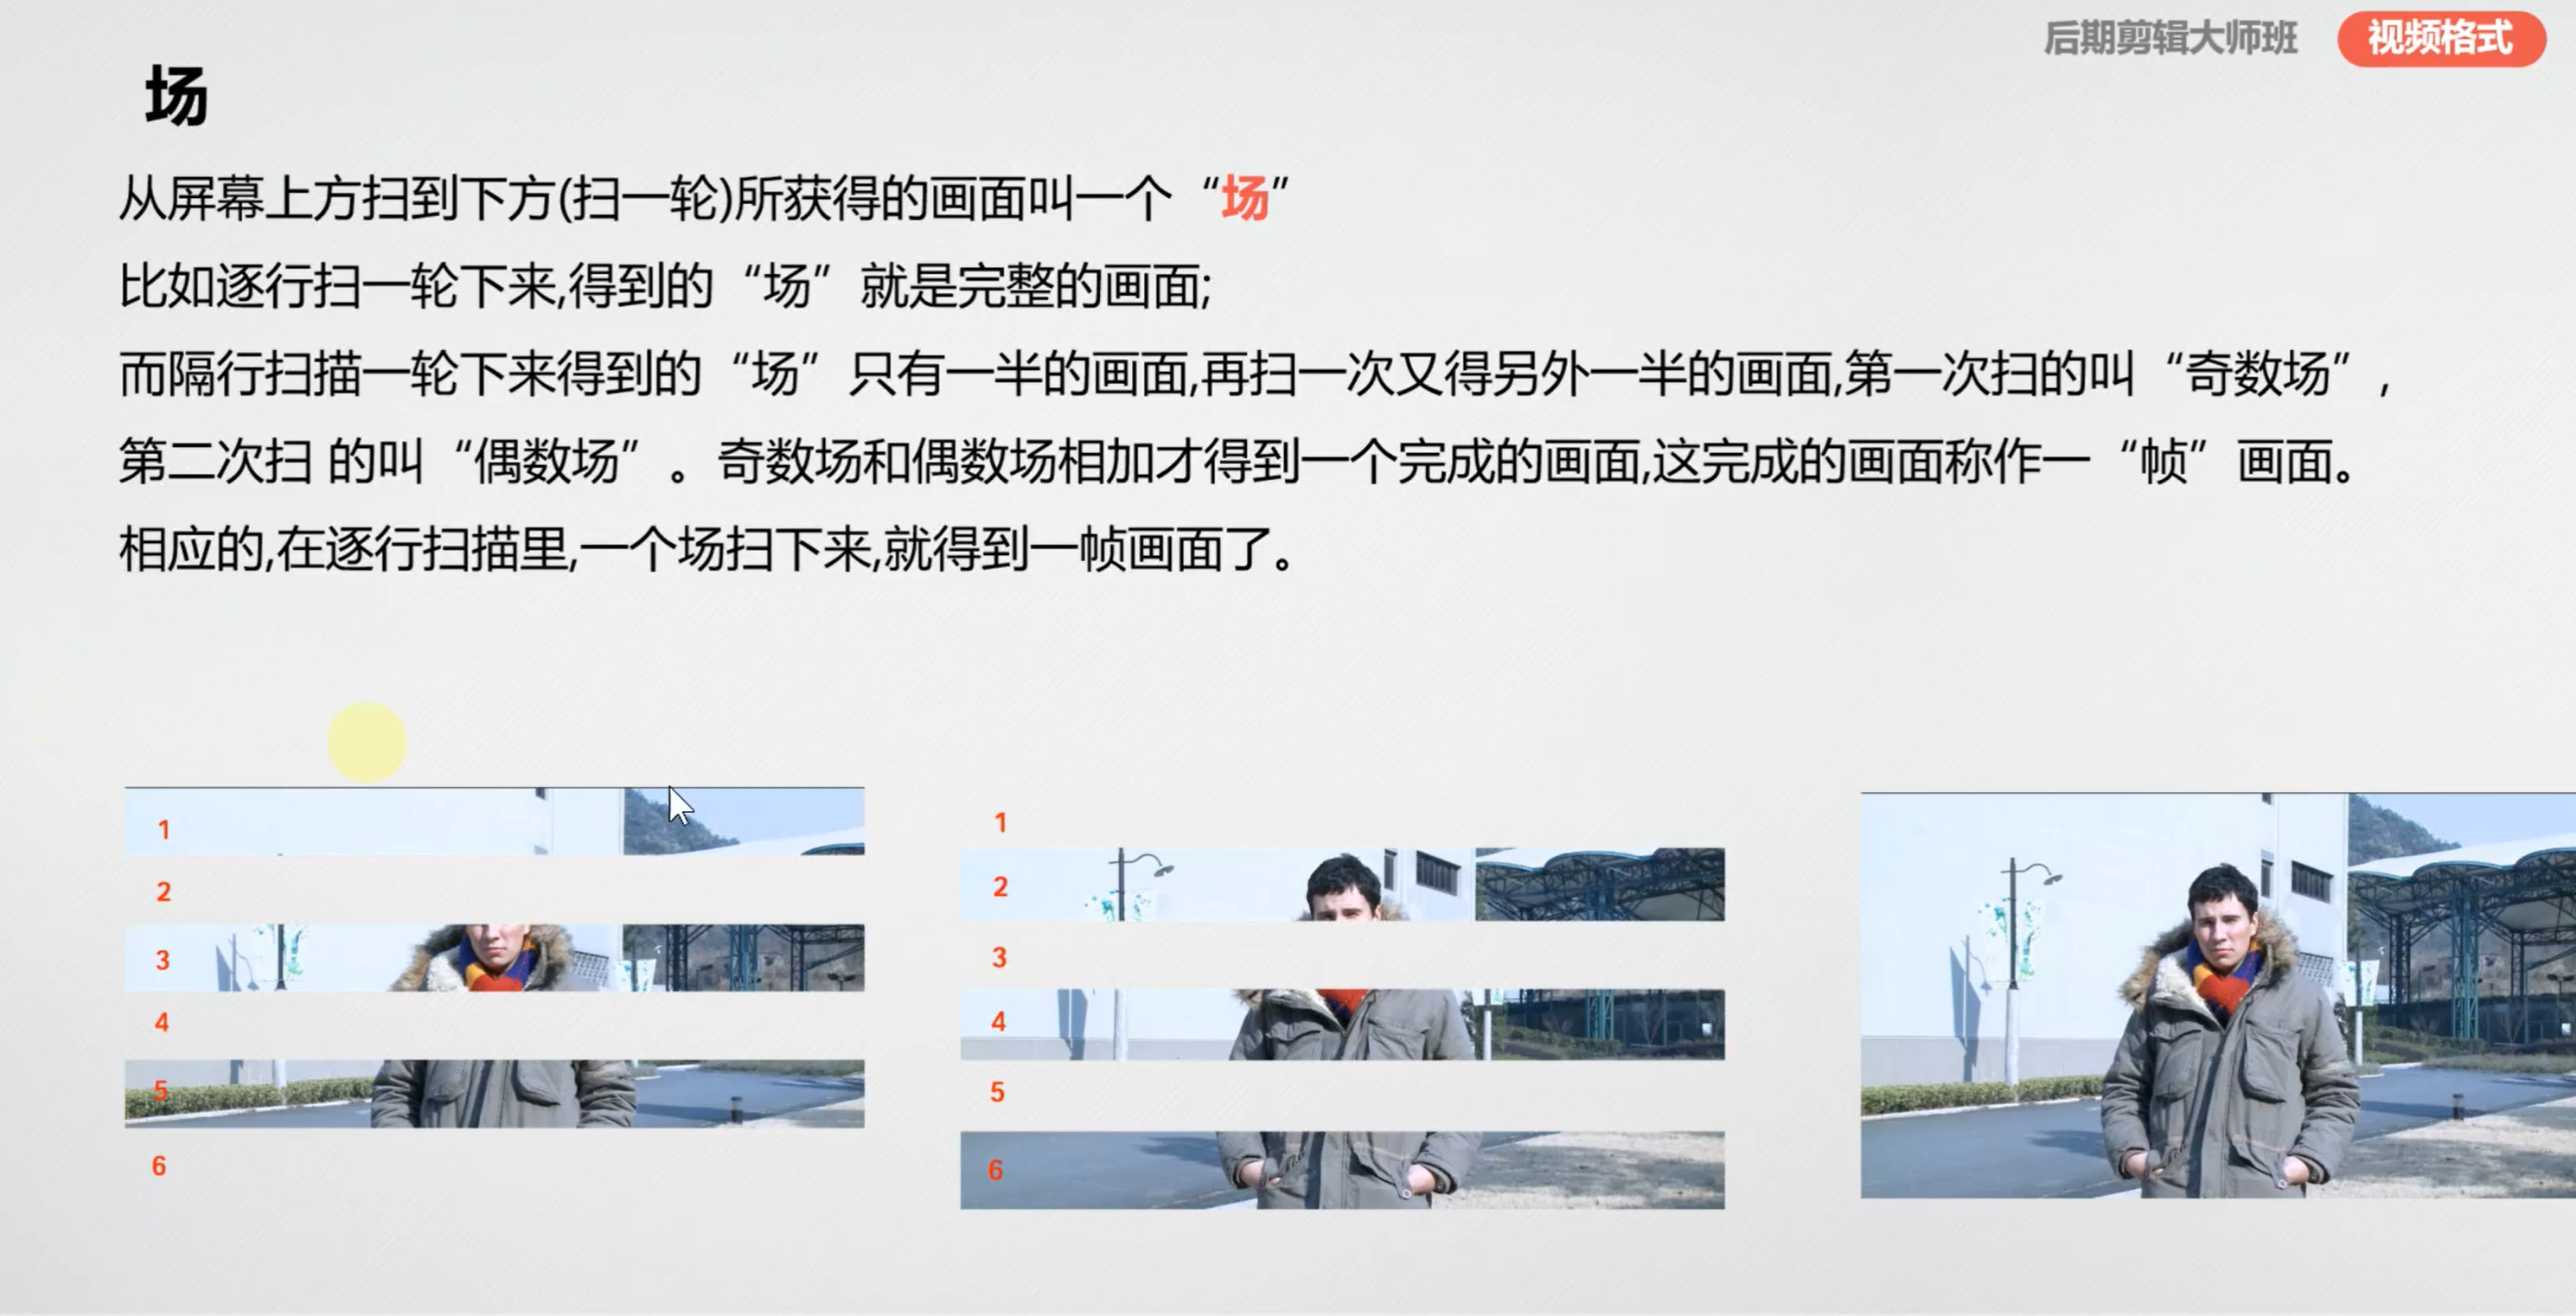 后期剪辑大师班 视频格式
场
从屏幕上方扫到下方(扫一轮)所获得的画面叫一个“场”
比如逐行扫一轮下来,得到的“场”就是完整的画面;
而隔行扫描一轮下来得到的“场”只有一半的画面,再扫一次又得另外一半的画面,第一次扫的叫“奇数场”,
第二次扫 的叫“偶数场”。奇数场和偶数场相加才得到一个完成的画面,这完成的画面称作一“帧”画面。
相应的,在逐行扫描里,一个场扫下来,就得到一帧画面了。
1
2
3
4
5
6
1
2
3
4
5
6